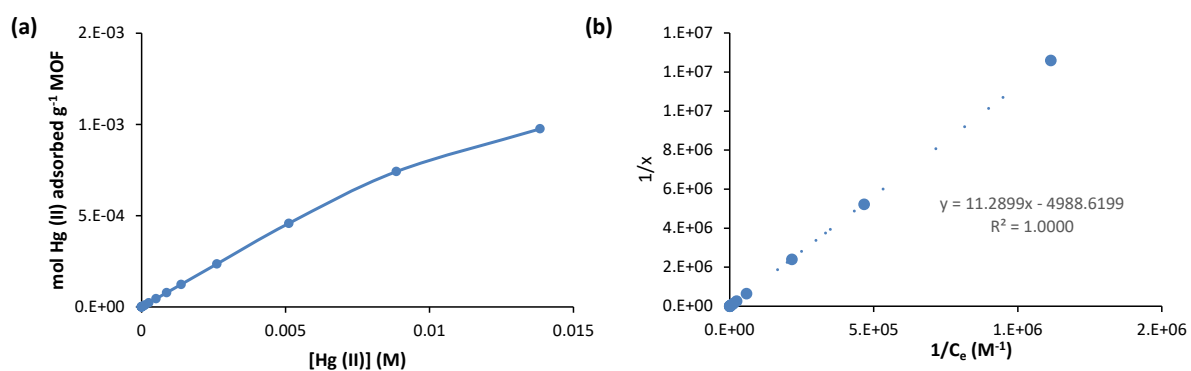 (a)
mol Hg (II) adsorbed g⁻¹ MOF
2.E-03
1.E-03
5.E-04
0.E+00
0
0.005
0.01
0.015
[Hg (II)] (M)
(b)
1/x
1.E+07
1.E+07
1.E+07
8.E+06
6.E+06
4.E+06
2.E+06
0.E+00
y = 11.2899x - 4988.6199
R² = 1.0000
0.E+00
5.E+05
1.E+06
2.E+06
1/Cₑ (M⁻¹)